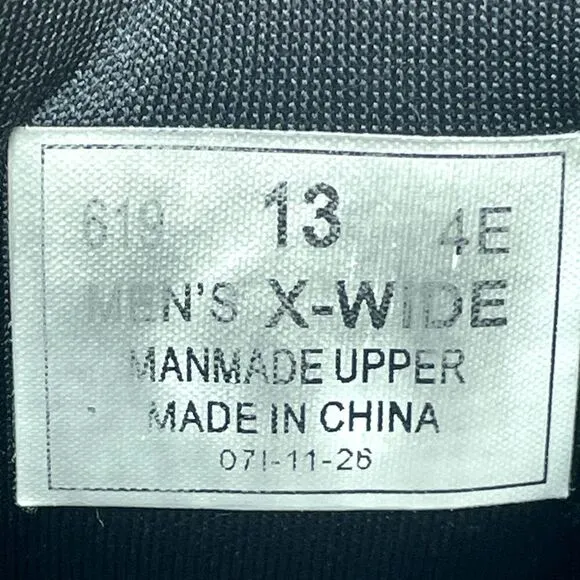 619 13 4E
MEN'S X-WIDE
MANMADE UPPER
MADE IN CHINA
071-11-26